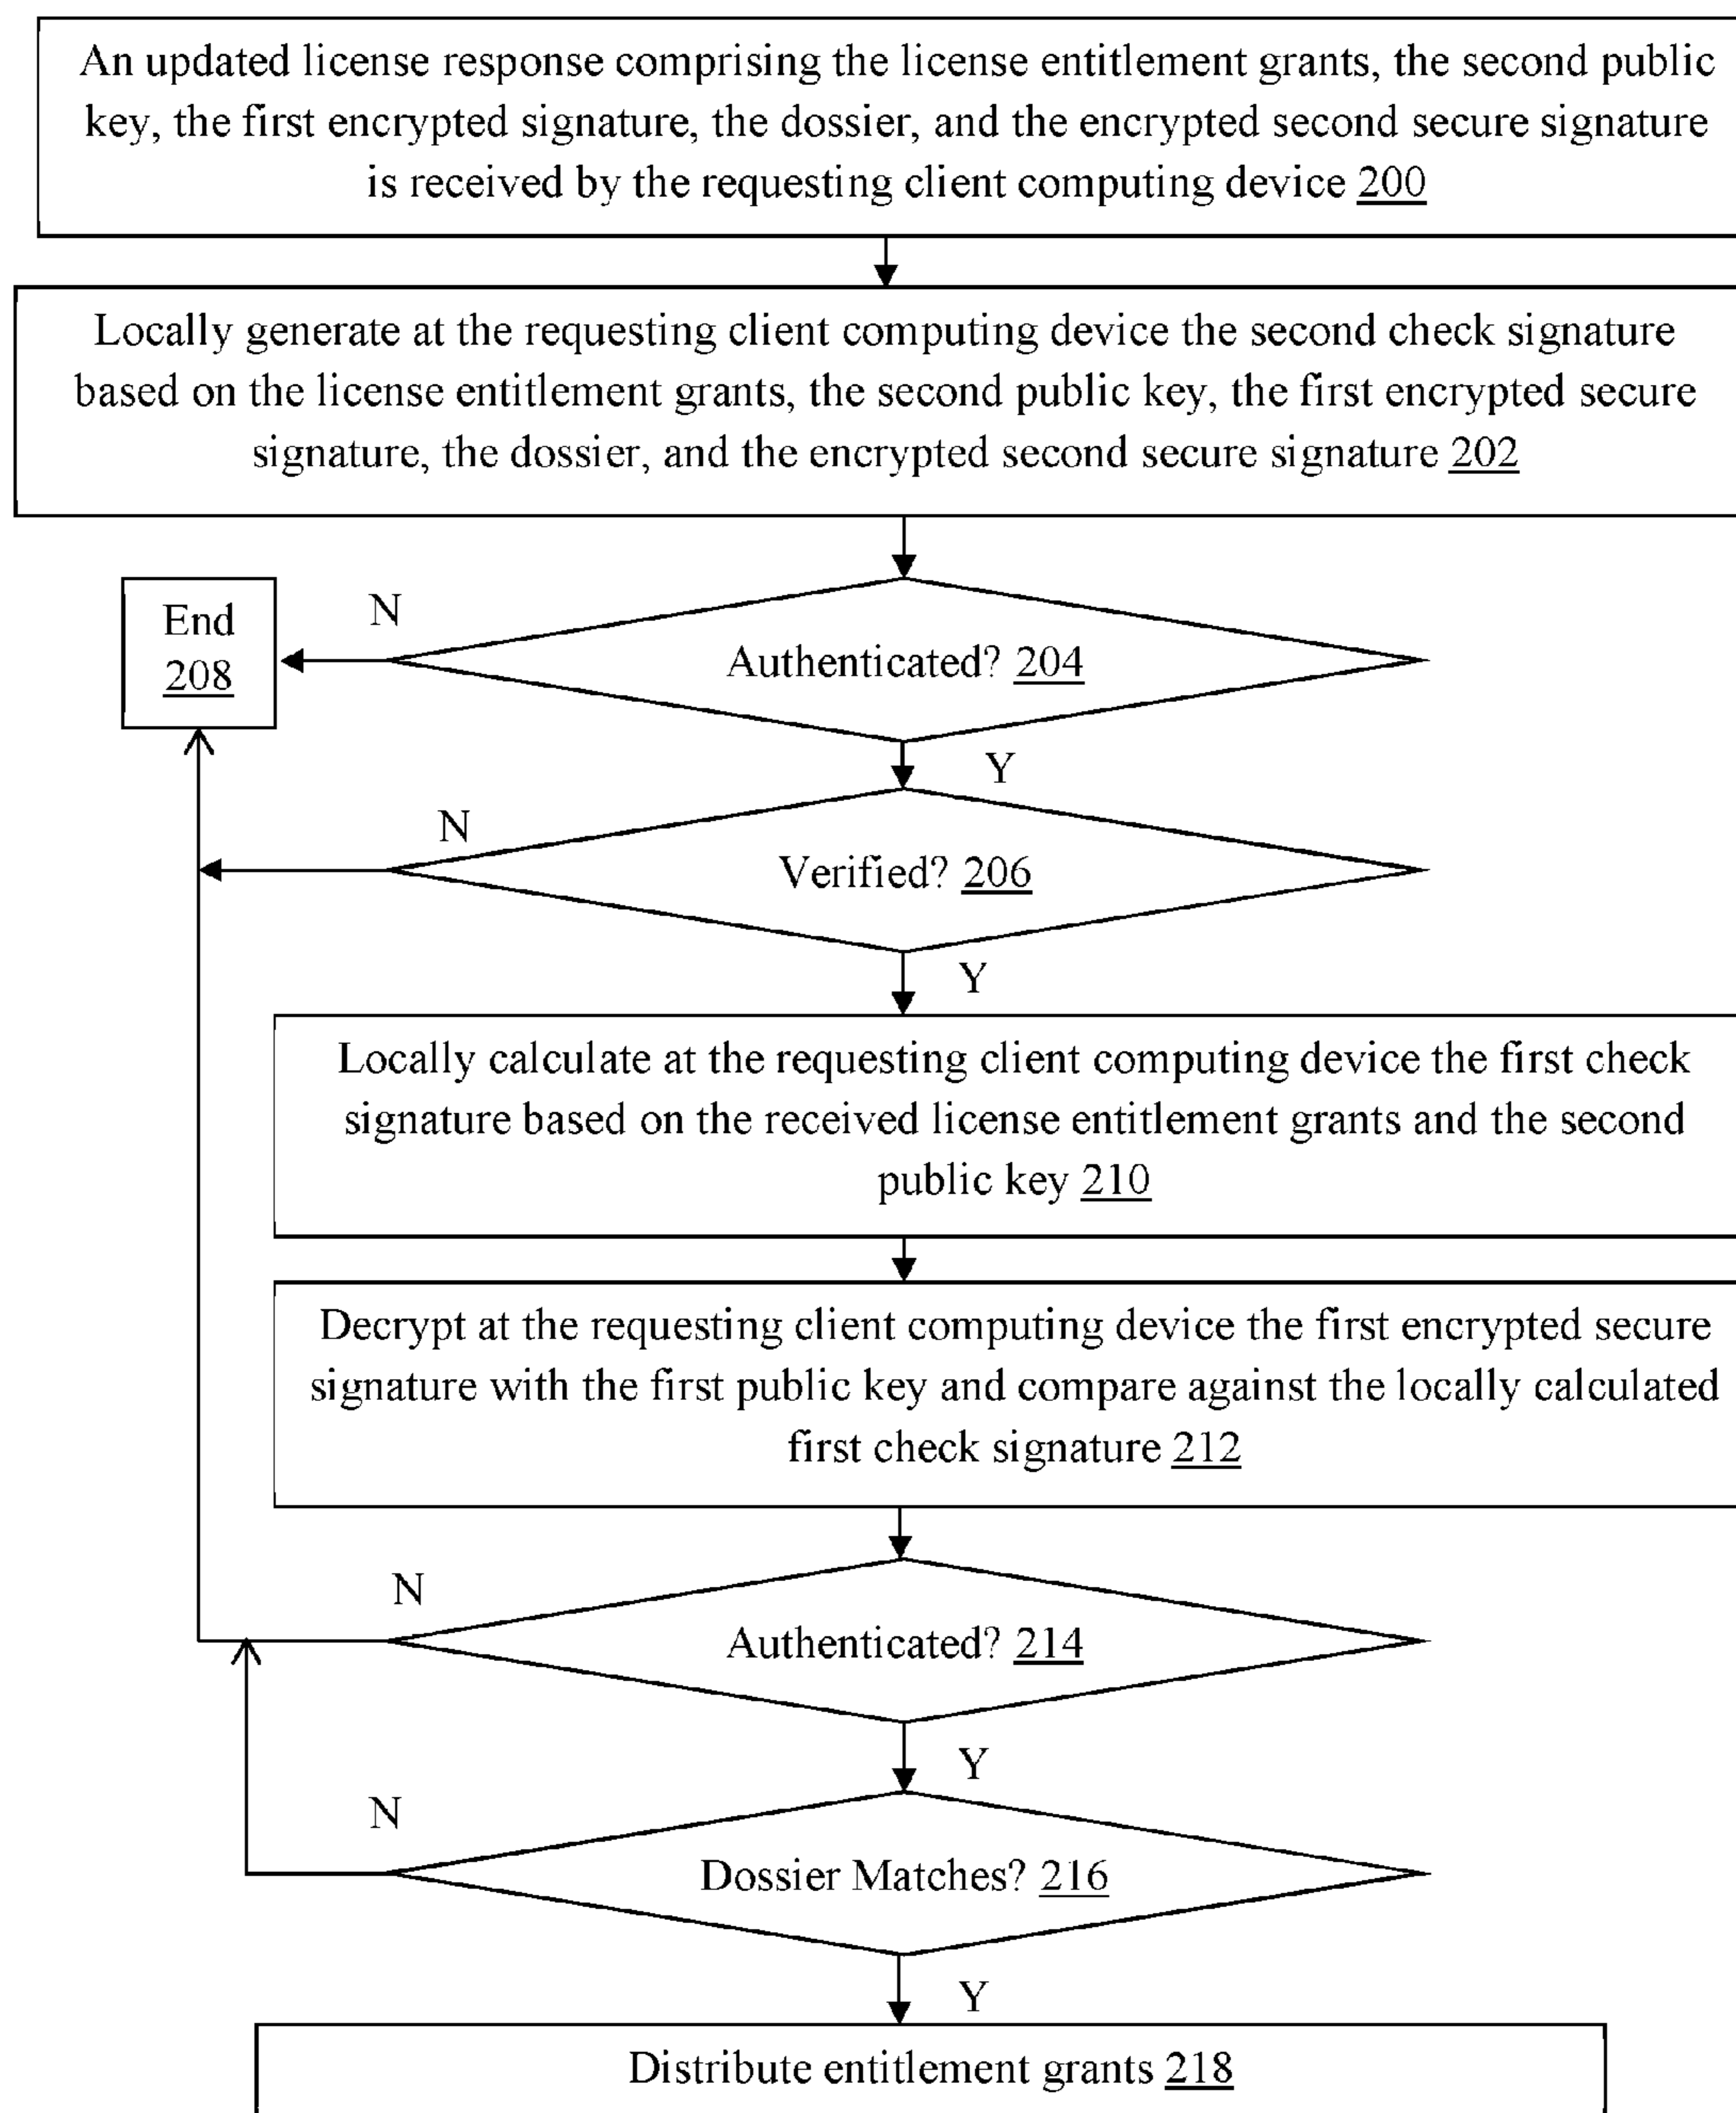 An updated license response comprising the license entitlement grants, the second public
key, the first encrypted signature, the dossier, and the encrypted second secure signature
is received by the requesting client computing device 200
Locally generate at the requesting client computing device the second check signature
based on the license entitlement grants, the second public key, the first encrypted secure
signature, the dossier, and the encrypted second secure signature 202
End
208
N
Authenticated? 204
Y
N
Verified? 206
Y
Locally calculate at the requesting client computing device the first check
signature based on the received license entitlement grants and the second
public key 210
Decrypt at the requesting client computing device the first encrypted secure
signature with the first public key and compare against the locally calculated
first check signature 212
N
Authenticated? 214
Y
N
Dossier Matches? 216
Y
Distribute entitlement grants 218